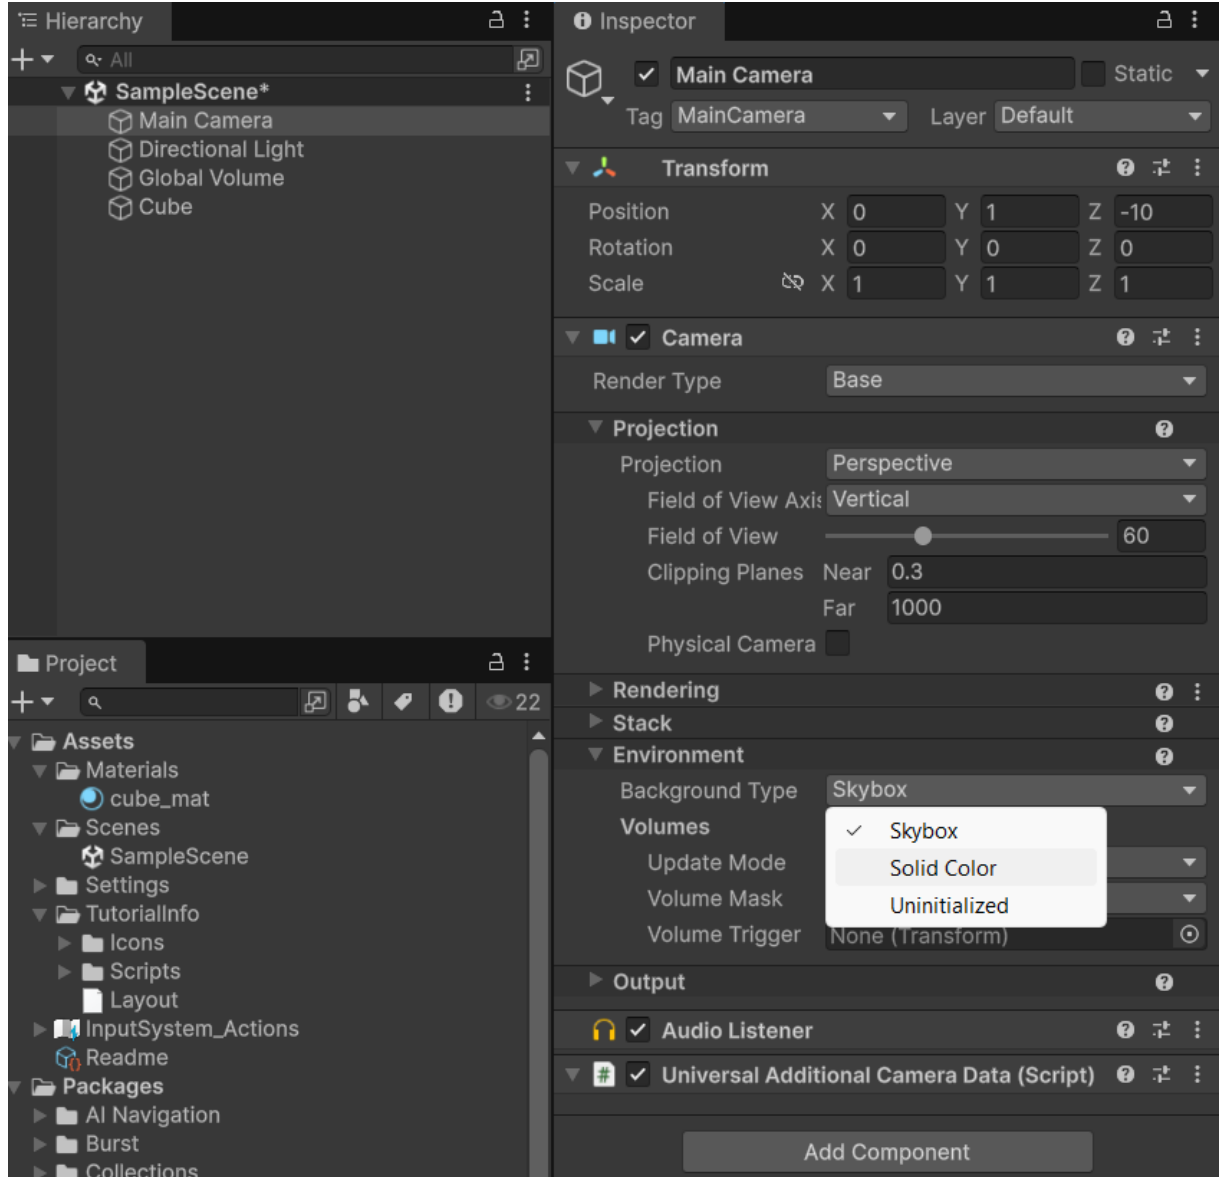 Hierarchy
All
SampleScene*
Main Camera
Directional Light
Global Volume
Cube
Project
22
Assets
Materials
cube_mat
Scenes
SampleScene
Settings
TutorialInfo
Icons
Scripts
Layout
InputSystem_Actions
Readme
Packages
AI Navigation
Burst
Collections
Inspector
Main Camera Static
Tag MainCamera Layer Default
Transform
Position X 0 Y 1 Z -10
Rotation X 0 Y 0 Z 0
Scale X 1 Y 1 Z 1
Camera
Render Type Base
Projection
Projection Perspective
Field of View Axis Vertical
Field of View 60
Clipping Planes Near 0.3
Far 1000
Physical Camera
Rendering
Stack
Environment
Background Type Skybox
Volumes Skybox
Update Mode Solid Color
Volume Mask Uninitialized
Volume Trigger None (Transform)
Output
Audio Listener
# Universal Additional Camera Data (Script)
Add Component